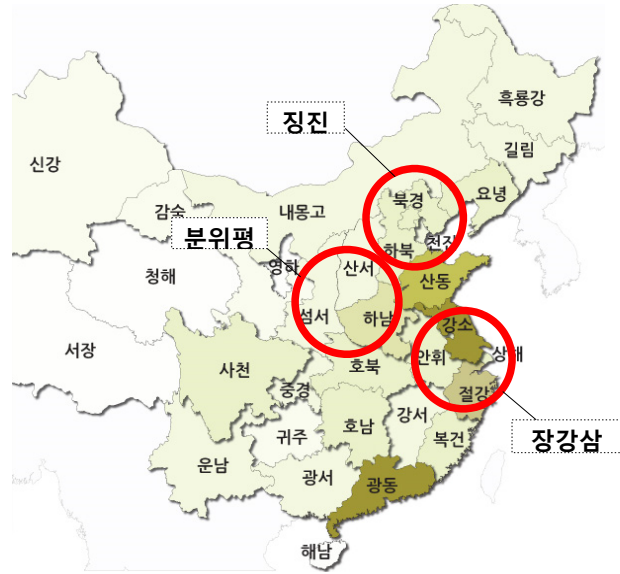 흑룡강
징진
길림
신강
요녕
북경
감숙
내몽고
분위평
천진
하북
영하
산서
청해
산동
섬서
하남
강소
서장
안휘
상해
호북
사천
중경
절강
강서
호남
귀주
복건
장강삼
운남
광서
광동
해남